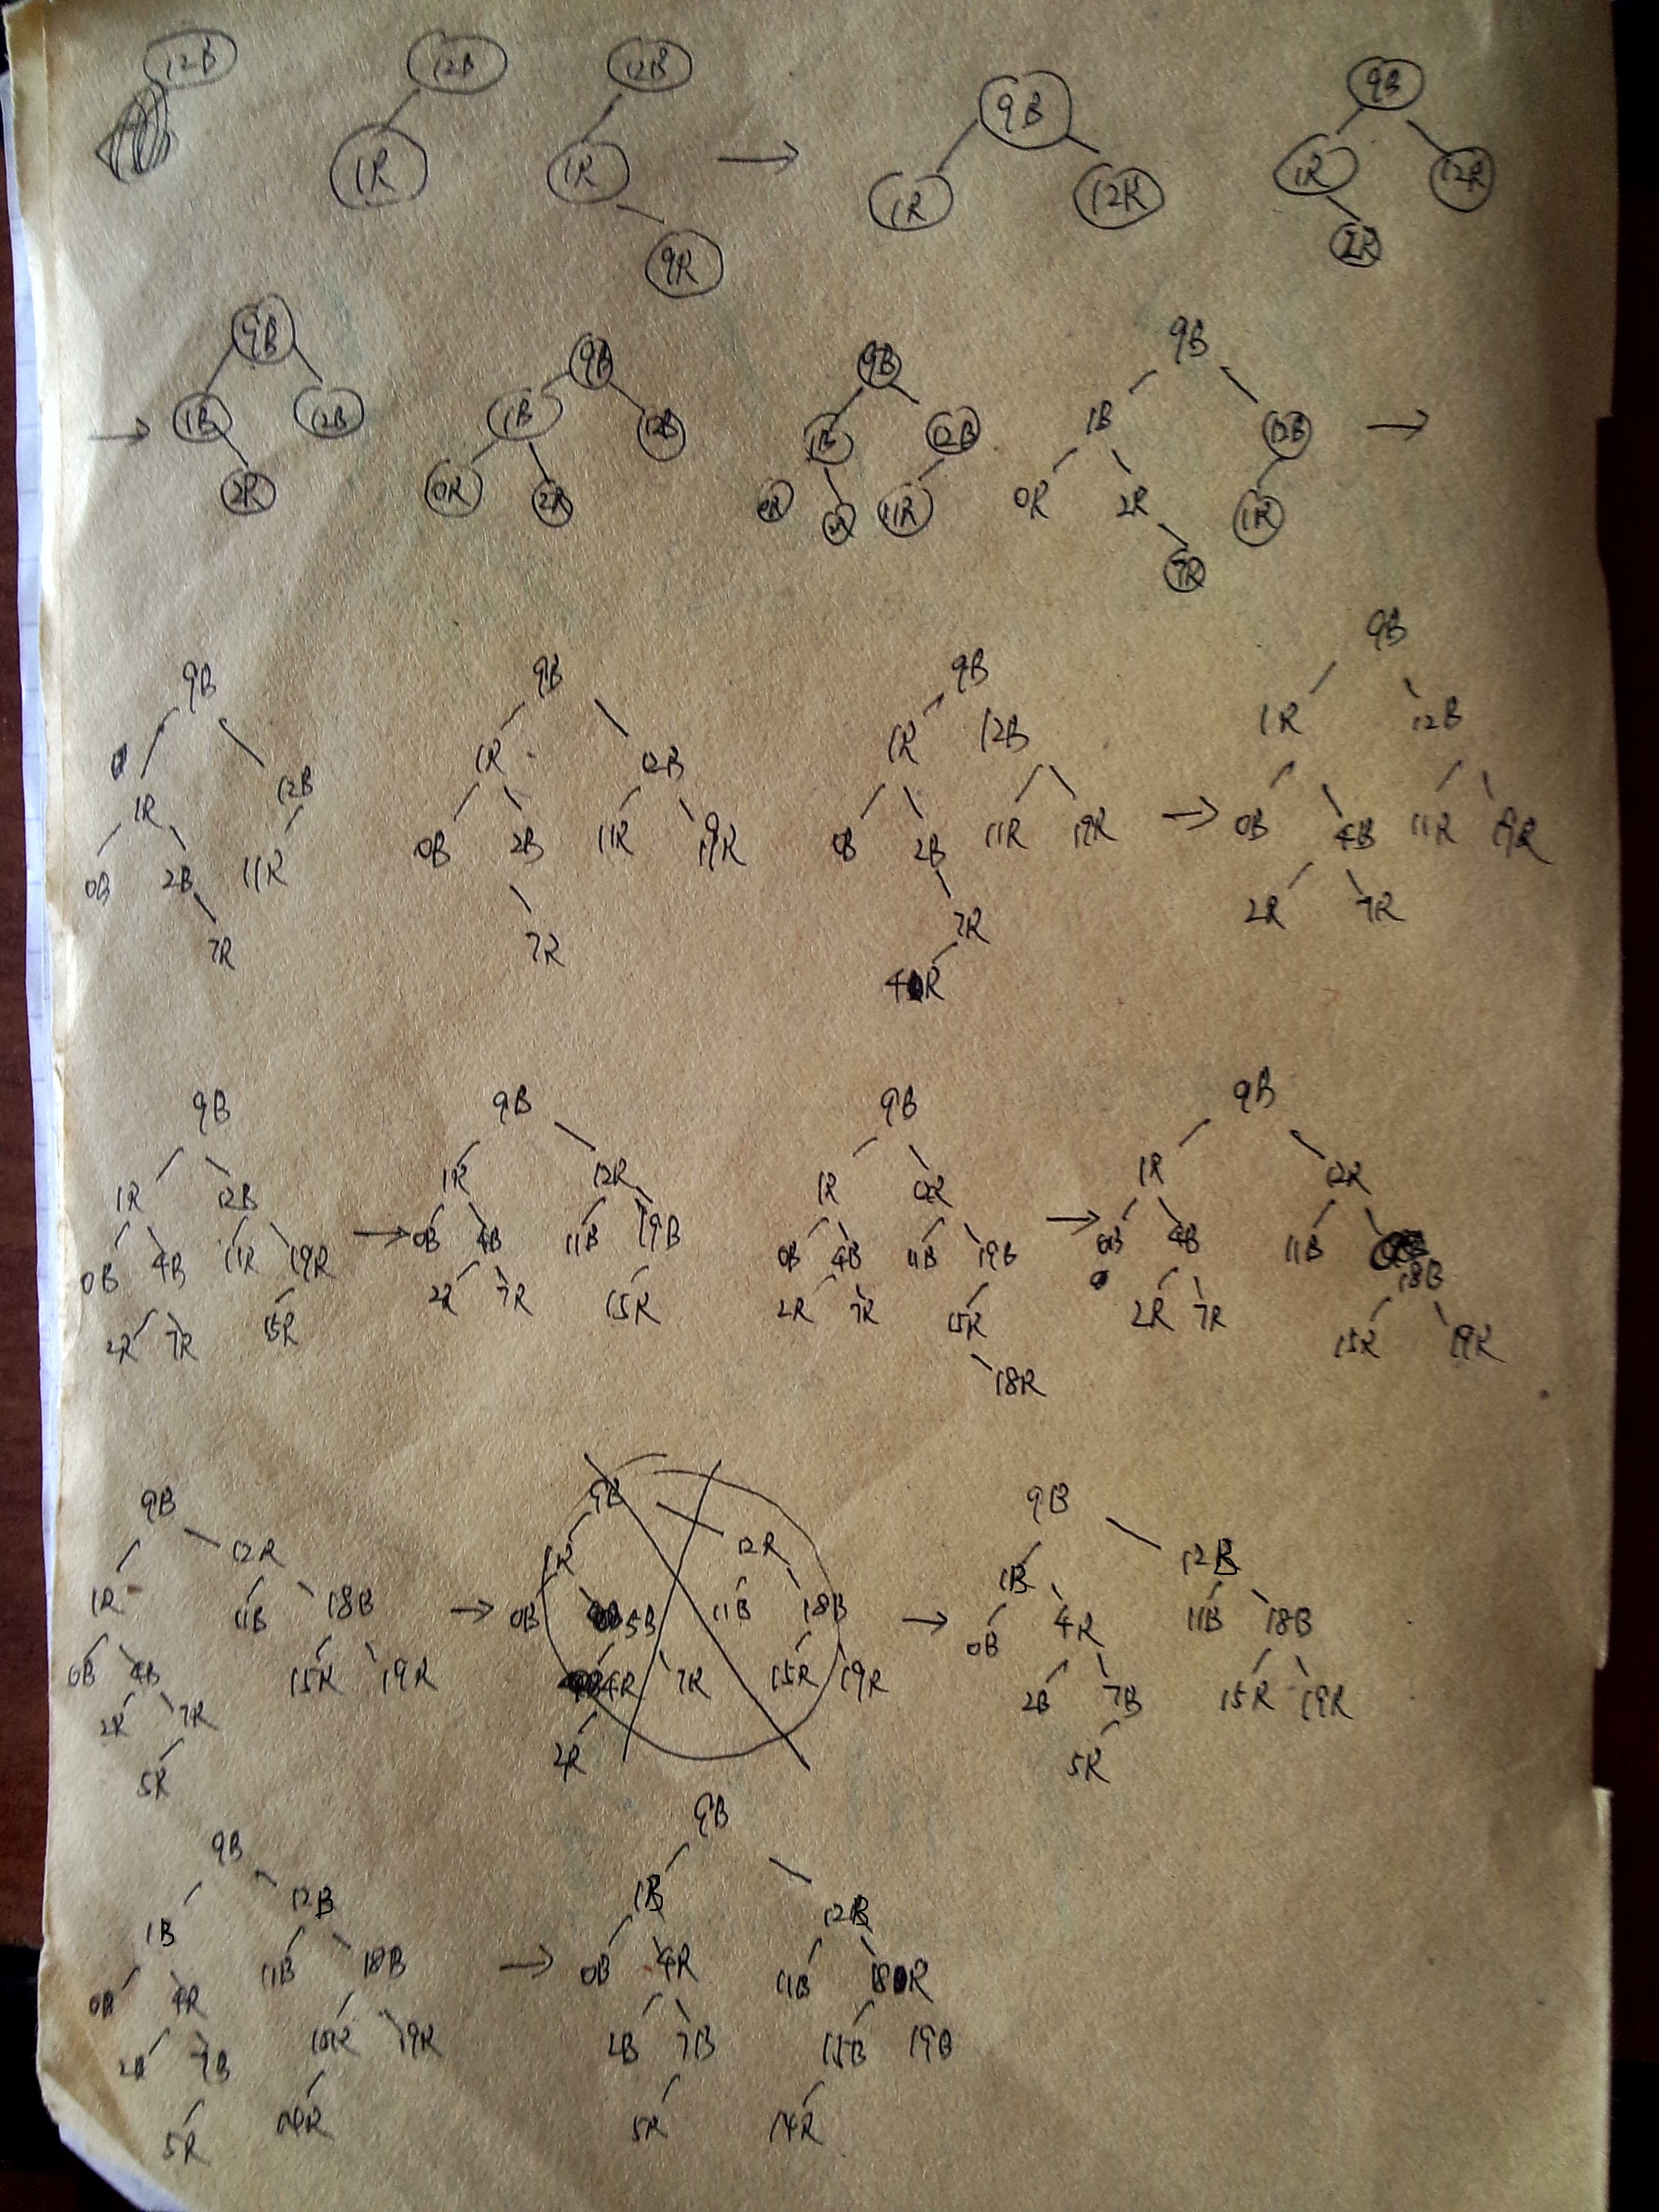 12B 12B 12B 9B 9B
1R 1R → 1R 12R 1R 12R
9R 2R
9B 9B 9B 9B
→ 1B 12B 1B 12B 1B 12B 1B 12B →
2R 0R 2R 0R 2R 11R 0R 2R 11R
7R
9B 9B 9B 9B
1R 12B 1R 12B 1R 12B 1R 12B
0B 2B 11R 0B 2B 11R 19R 0B 2B 11R 19R → 0B 4B 11R 19R
7R 7R 7R 2R 7R
4R
9B 9B 9B 9B
1R 12B 1R 12R 1R 12R 1R 12R
0B 4B 11R 19R → 0B 4B 11B 19B 0B 4B 11B 19B → 0B 4B 11B 18B
2R 7R 15R 2R 7R 15R 2R 7R 15R 2R 7R 15R 19R
18R
9B 9B 9B
1R 12R 1R 12R 1B 12B
0B 4B 11B 18B → 0B 5B 11B 18B → 0B 4R 11B 18B
2R 7R 15R 19R 4R 7R 15R 19R 2B 7B 15R 19R
5R 2R 5R
9B 9B
1B 12B 1B 12B
0B 4R 11B 18B → 0B 4R 11B 18R
2B 7B 15R 19R 2B 7B 15B 19B
5R 14R 5R 14R